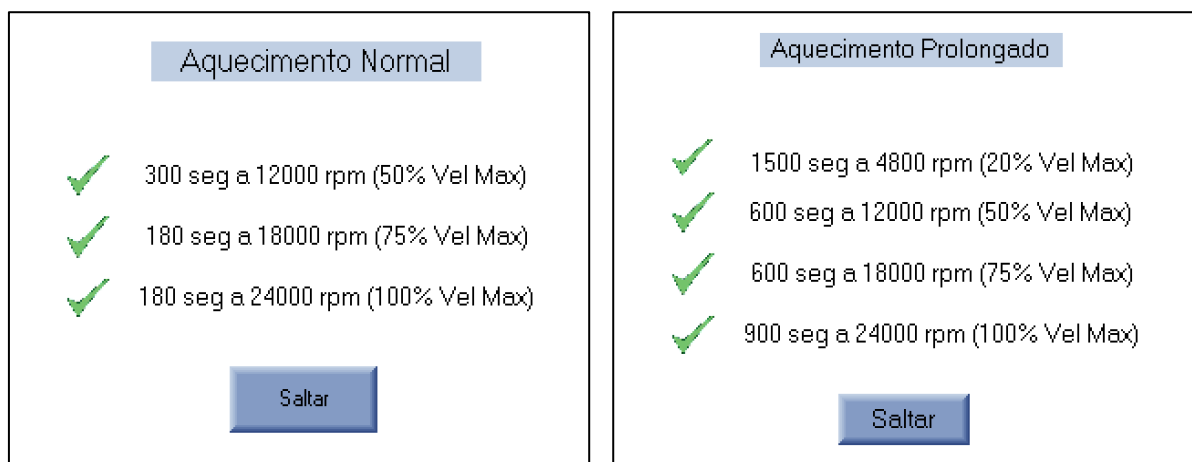 Aquecimento Normal
300 seg a 12000 rpm (50% Vel Max)
180 seg a 18000 rpm (75% Vel Max)
180 seg a 24000 rpm (100% Vel Max)
Saltar
Aquecimento Prolongado
1500 seg a 4800 rpm (20% Vel Max)
600 seg a 12000 rpm (50% Vel Max)
600 seg a 18000 rpm (75% Vel Max)
900 seg a 24000 rpm (100% Vel Max)
Saltar